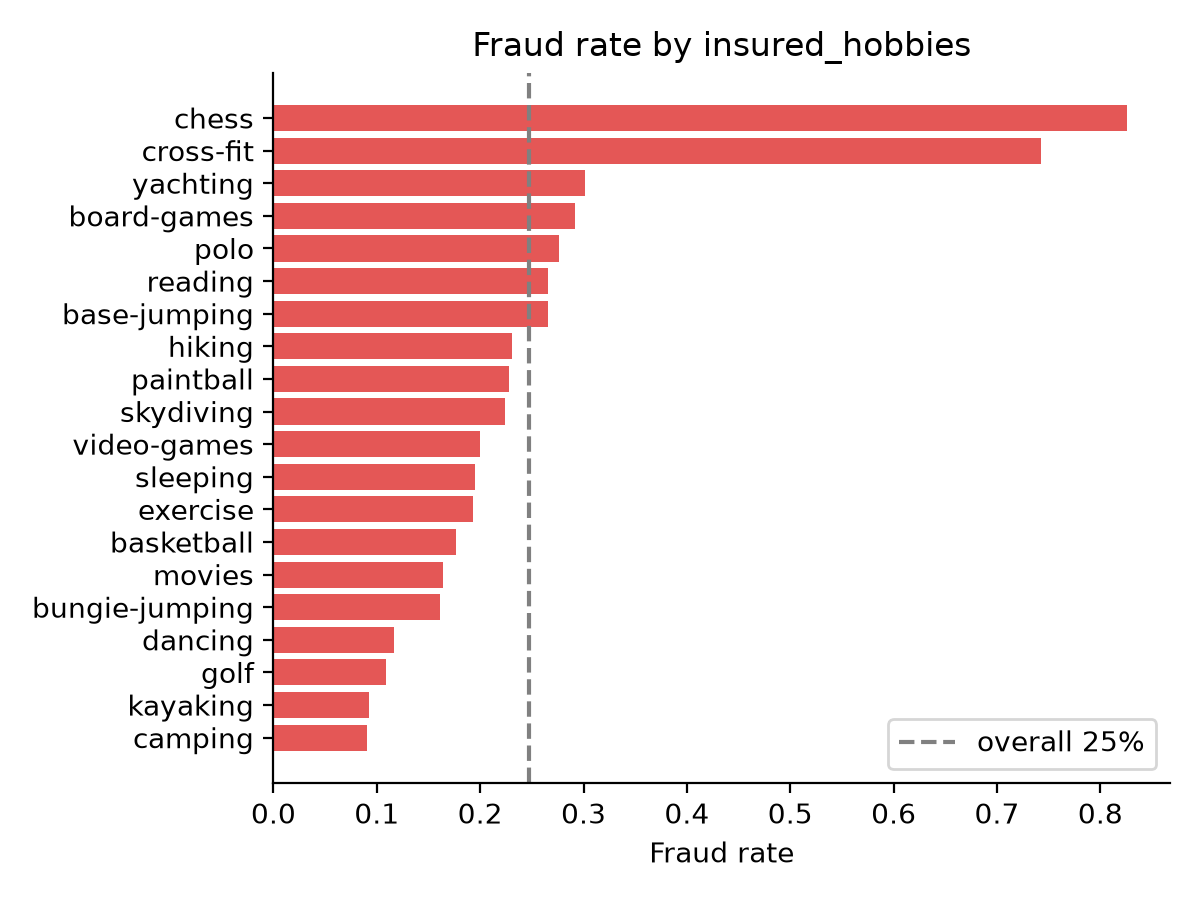 Fraud rate by insured_hobbies
chess
cross-fit
yachting
board-games
polo
reading
base-jumping
hiking
paintball
skydiving
video-games
sleeping
exercise
basketball
movies
bungie-jumping
dancing
golf
kayaking
camping
overall 25%
0.0 0.1 0.2 0.3 0.4 0.5 0.6 0.7 0.8
Fraud rate